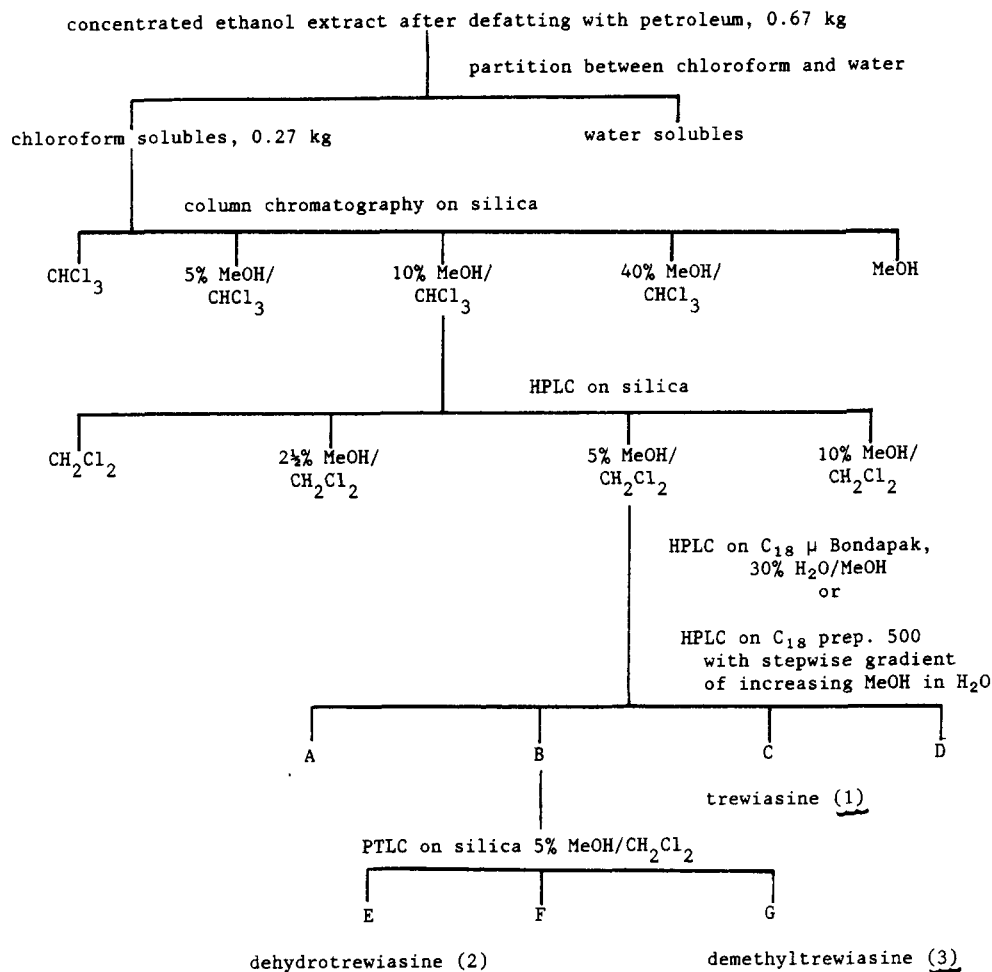 concentrated ethanol extract after defatting with petroleum, 0.67 kg
partition between chloroform and water
chloroform solubles, 0.27 kg
water solubles
column chromatography on silica
CHCl3
5% MeOH/
CHCl3
10% MeOH/
CHCl3
40% MeOH/
CHCl3
MeOH
HPLC on silica
CH2Cl2
2½% MeOH/
CH2Cl2
5% MeOH/
CH2Cl2
10% MeOH/
CH2Cl2
HPLC on C18 μ Bondapak,
30% H2O/MeOH
or
HPLC on C18 prep. 500
with stepwise gradient
of increasing MeOH in H2O
A
B
C
D
trewiasine (1)
PTLC on silica 5% MeOH/CH2Cl2
E
F
G
dehydrotrewiasine (2)
demethyltrewiasine (3)